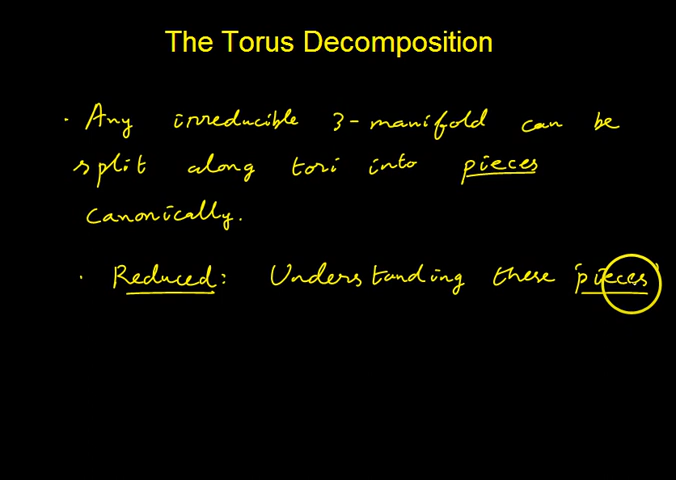 The Torus Decomposition
· Any irreducible 3-manifold can be
split along tori into pieces
canonically.
· Reduced: Understanding these 'pieces'